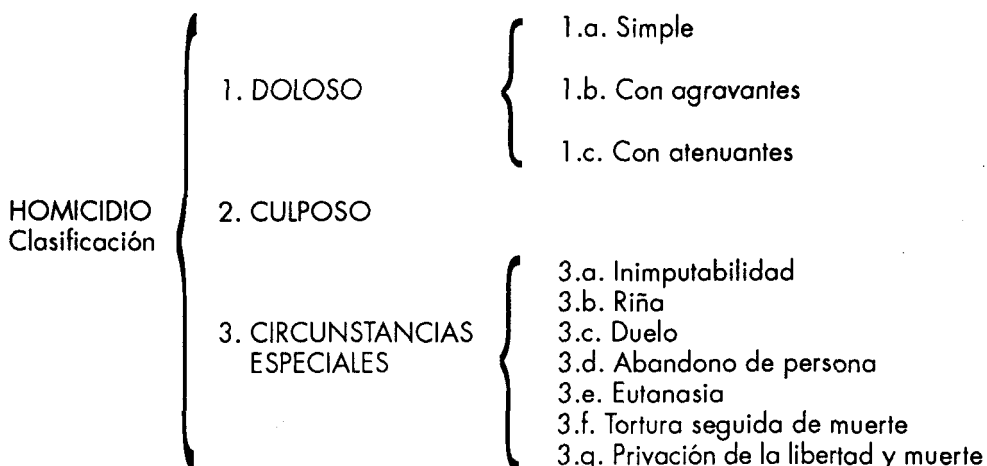 HOMICIDIO
Clasificación
1. DOLOSO
1.a. Simple
1.b. Con agravantes
1.c. Con atenuantes
2. CULPOSO
3. CIRCUNSTANCIAS
ESPECIALES
3.a. Inimputabilidad
3.b. Riña
3.c. Duelo
3.d. Abandono de persona
3.e. Eutanasia
3.f. Tortura seguida de muerte
3.g. Privación de la libertad y muerte